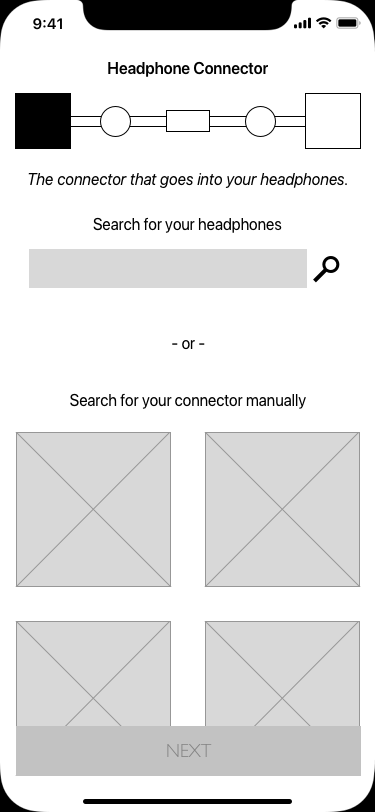 9:41
Headphone Connector
The connector that goes into your headphones.
Search for your headphones
- or -
Search for your connector manually
NEXT